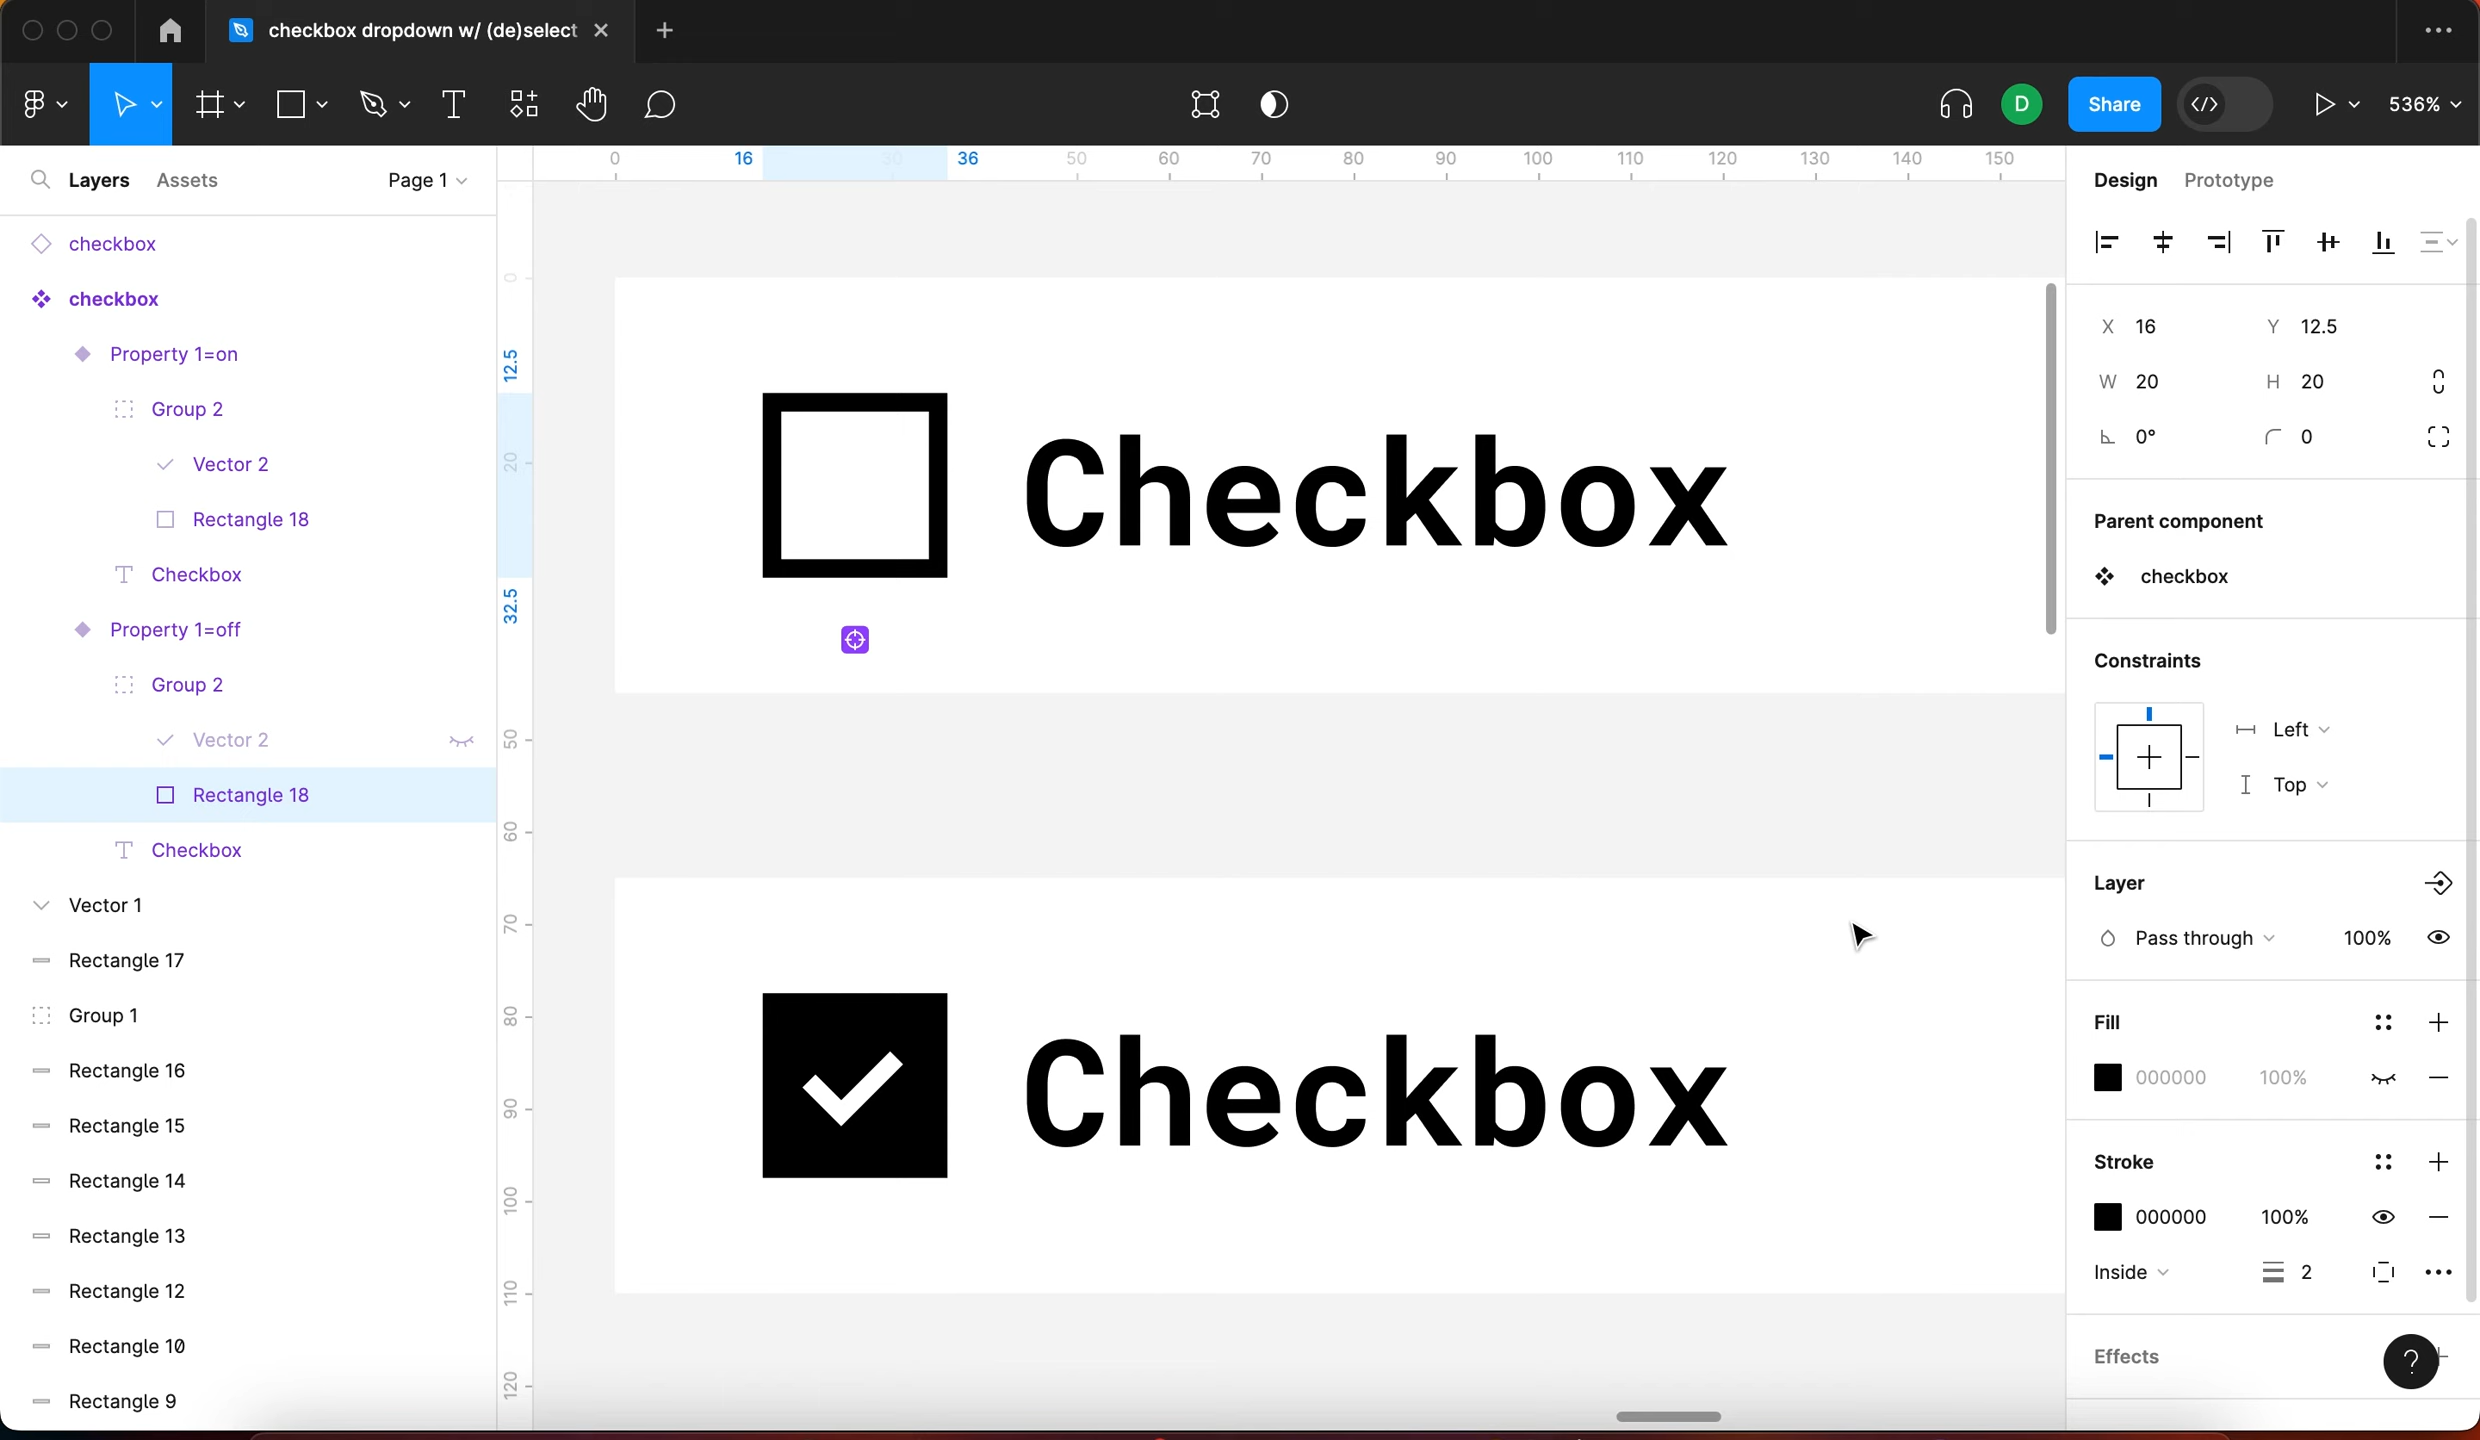 checkbox dropdown w/ (de)select
D
Share
536%
Layers
Assets
Page 1
0
16
30
36
50
60
70
80
90
100
110
120
130
140
150
Design
Prototype
checkbox
checkbox
Property 1=on
Group 2
Vector 2
Rectangle 18
Checkbox
Property 1=off
Group 2
Vector 2
Rectangle 18
Checkbox
Vector 1
Rectangle 17
Group 1
Rectangle 16
Rectangle 15
Rectangle 14
Rectangle 13
Rectangle 12
Rectangle 10
Rectangle 9
0
12.5
20
32.5
50
60
70
80
90
100
110
120
Checkbox
Checkbox
X 16 Y 12.5
W 20 H 20
0° 0
Parent component
checkbox
Constraints
Left
Top
Layer
Pass through 100%
Fill
000000 100%
Stroke
000000 100%
Inside 2
Effects
?